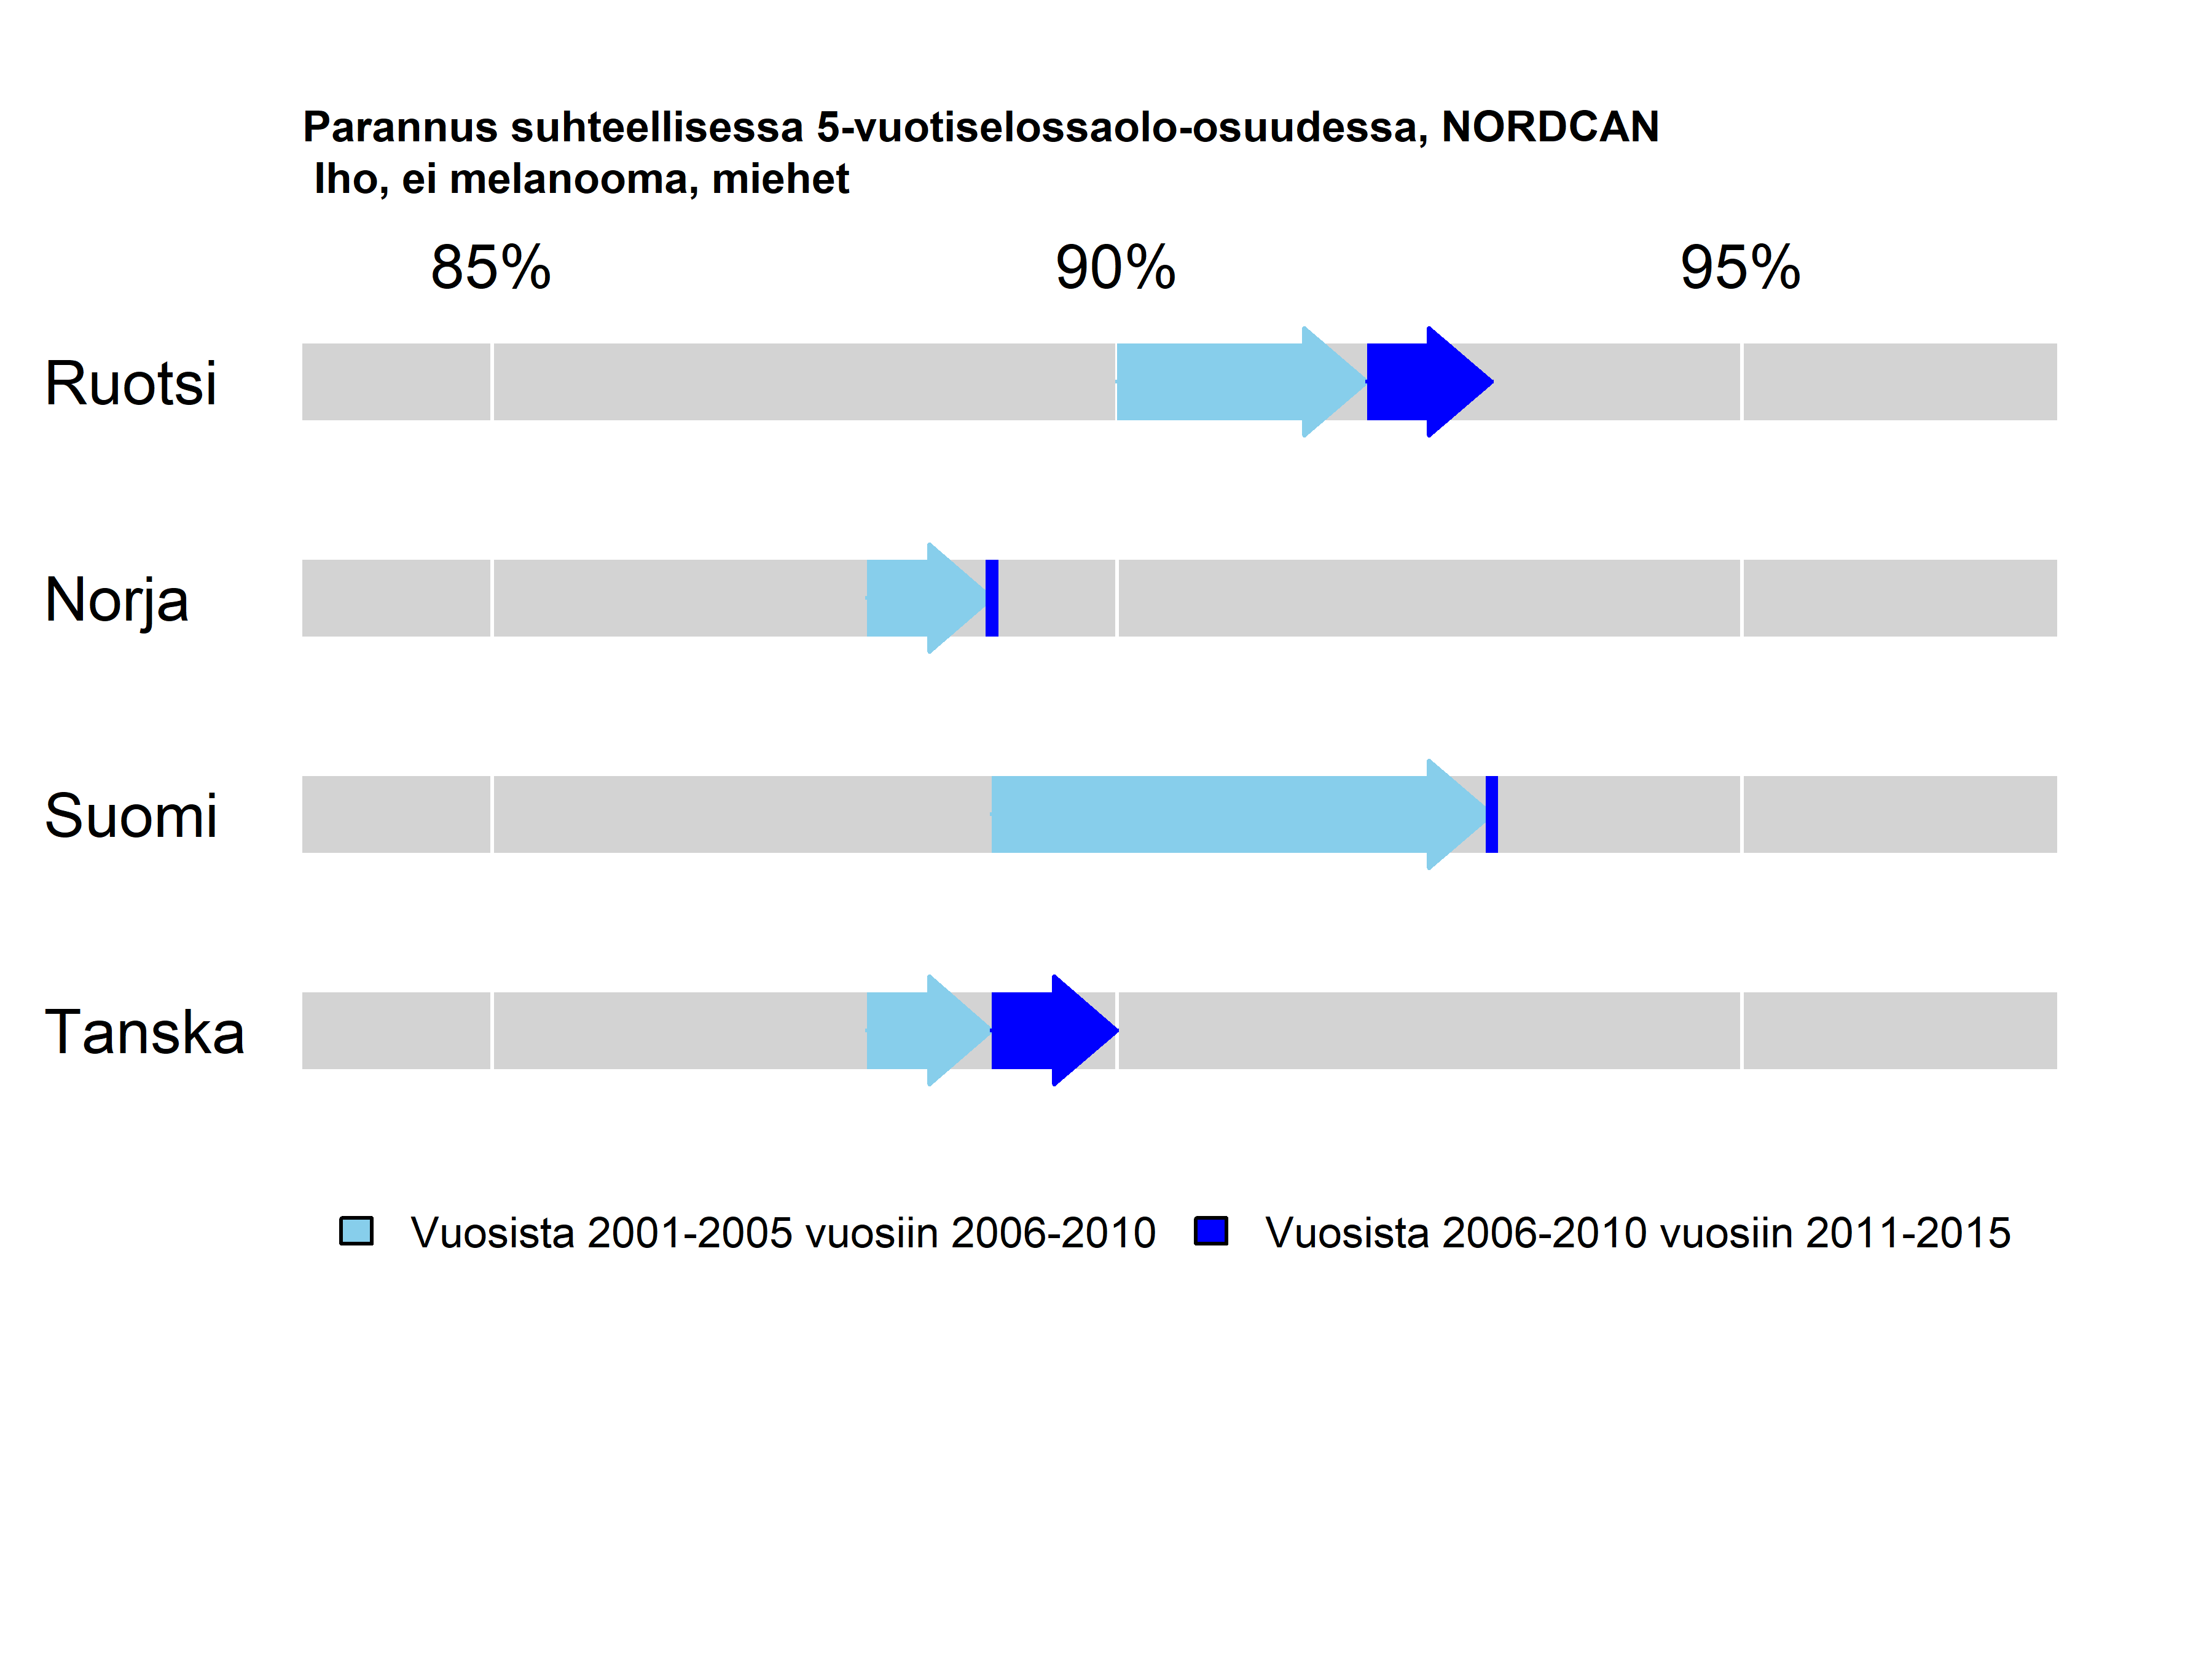 Parannus suhteellisessa 5-vuotiselossaolo-osuudessa, NORDCAN
Iho, ei melanooma, miehet
85% 90% 95%
Ruotsi
Norja
Suomi
Tanska
Vuosista 2001-2005 vuosiin 2006-2010 Vuosista 2006-2010 vuosiin 2011-2015